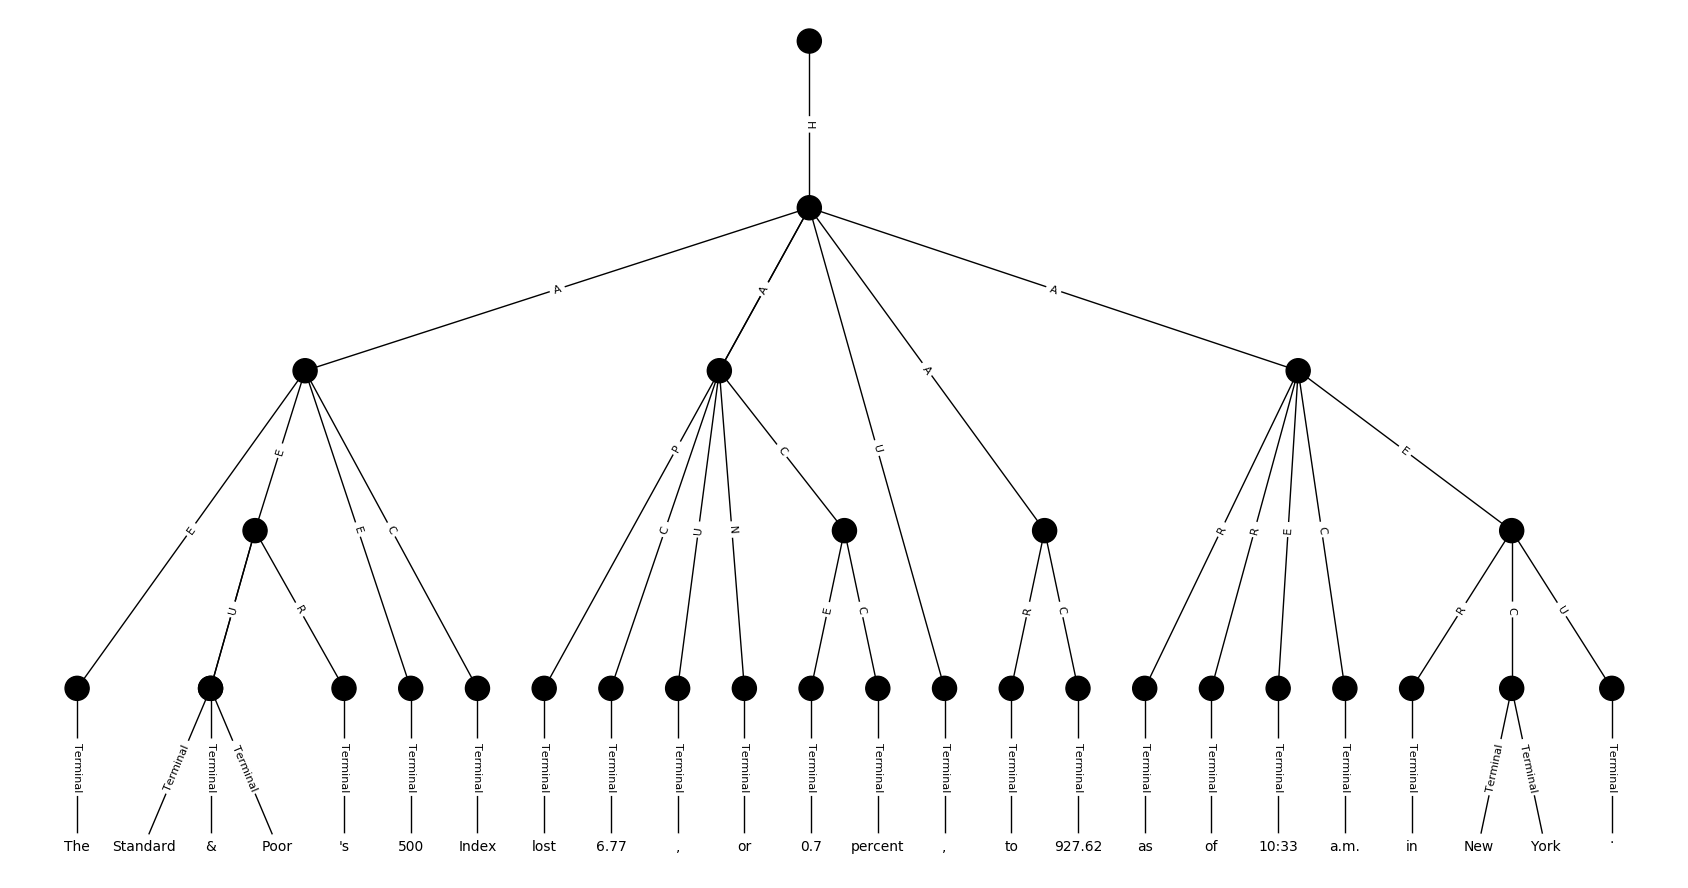 H
A A A A U
E E E C P C U N C R R E C E
U R E C R C R C U
Terminal Terminal Terminal Terminal Terminal Terminal Terminal Terminal Terminal Terminal Terminal Terminal Terminal Terminal Terminal Terminal Terminal Terminal Terminal Terminal Terminal Terminal Terminal Terminal
The Standard & Poor 's 500 Index lost 6.77 , or 0.7 percent , to 927.62 as of 10:33 a.m. in New York .